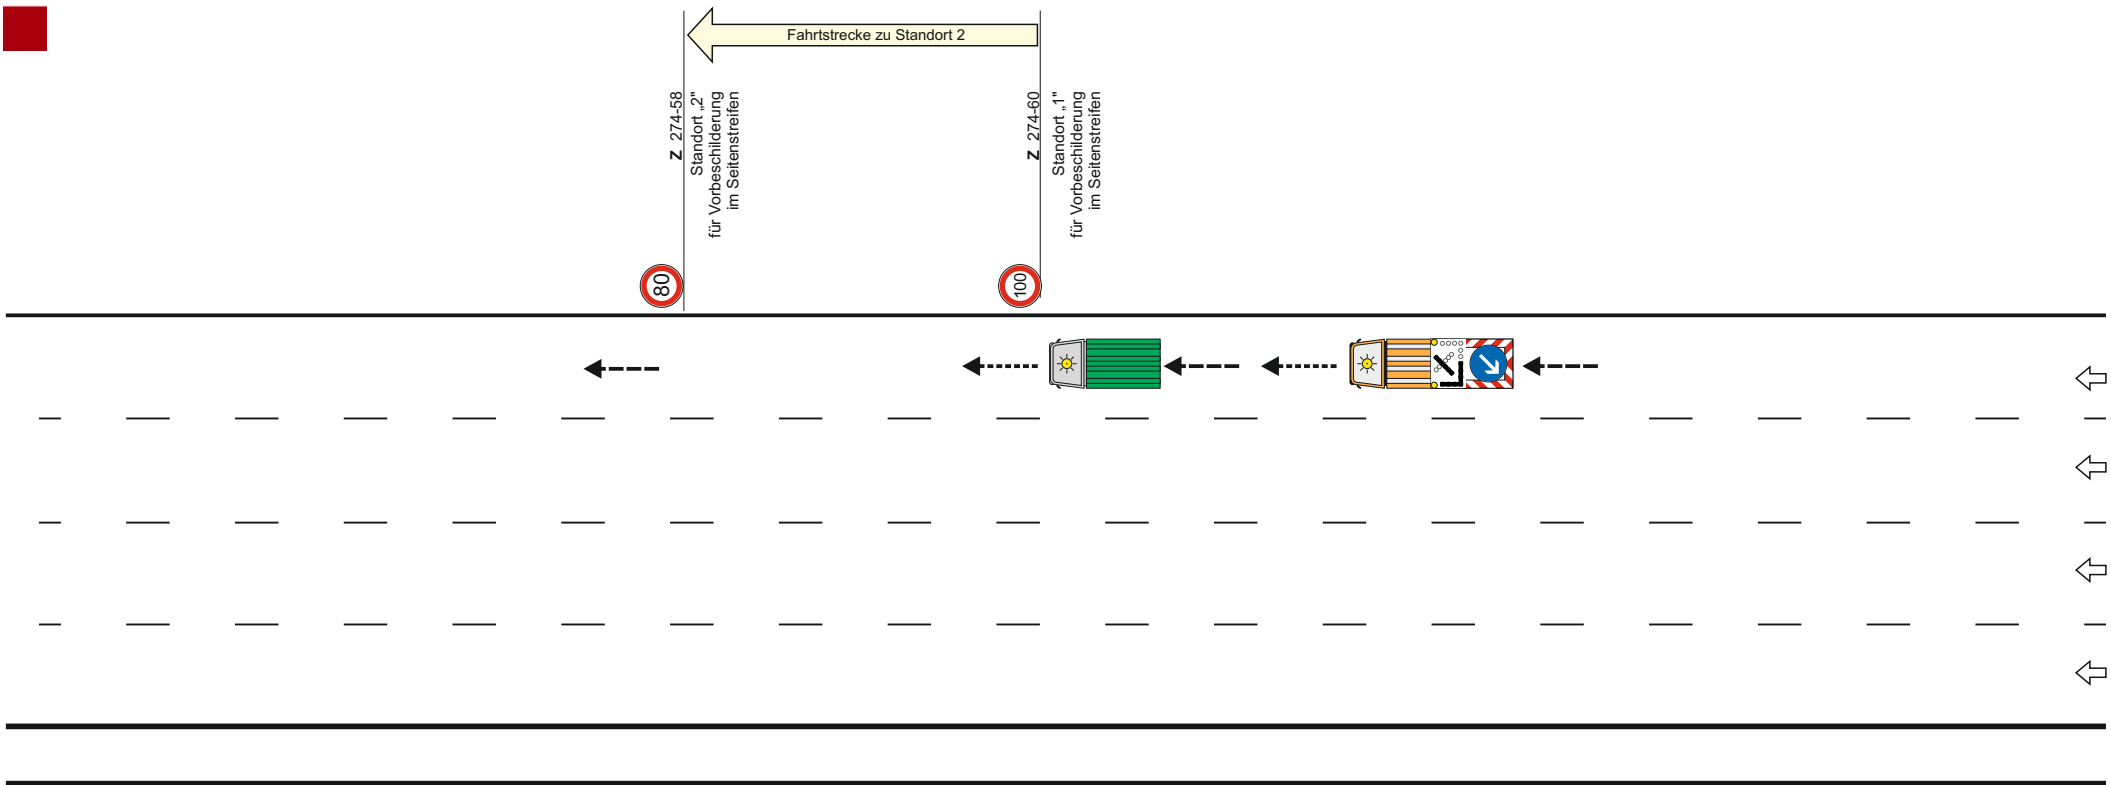 Fahrtstrecke zu Standort 2
Z 274-58
Standort „2"
für Vorbeschilderung
im Seitenstreifen
Z 274-60
Standort „1"
für Vorbeschilderung
im Seitenstreifen
80
100